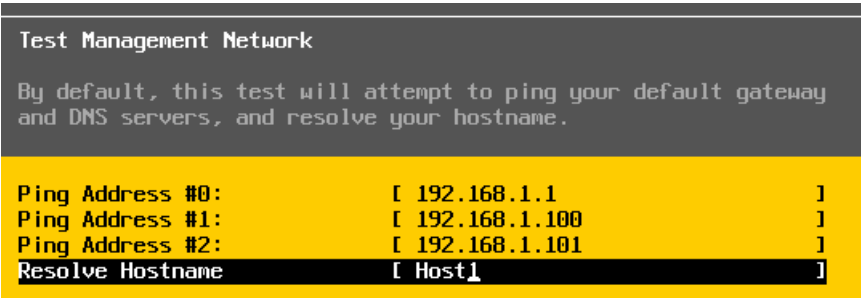 Test Management Network
By default, this test will attempt to ping your default gateway
and DNS servers, and resolve your hostname.
Ping Address #0: [ 192.168.1.1 ]
Ping Address #1: [ 192.168.1.100 ]
Ping Address #2: [ 192.168.1.101 ]
Resolve Hostname [ Host1 ]